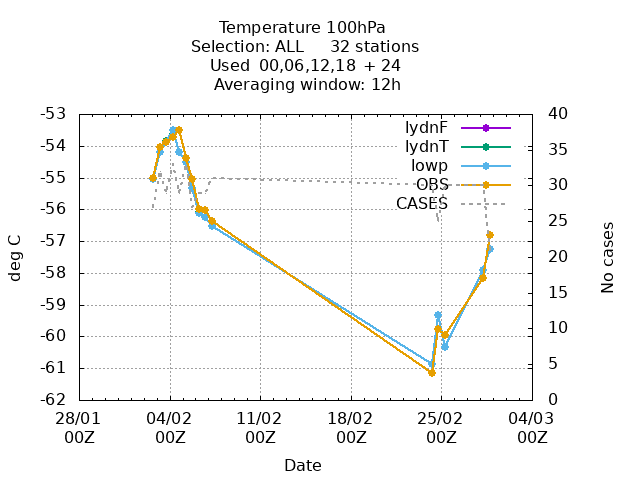 Temperature 100hPa
Selection: ALL 32 stations
Used 00,06,12,18 + 24
Averaging window: 12h
-53
-54
-55
-56
-57
-58
-59
-60
-61
-62
deg C
40
35
30
25
20
15
10
5
0
No cases
lydnF
lydnT
lowp
OBS
CASES
28/01 04/02 11/02 18/02 25/02 04/03
00Z 00Z 00Z 00Z 00Z 00Z
Date